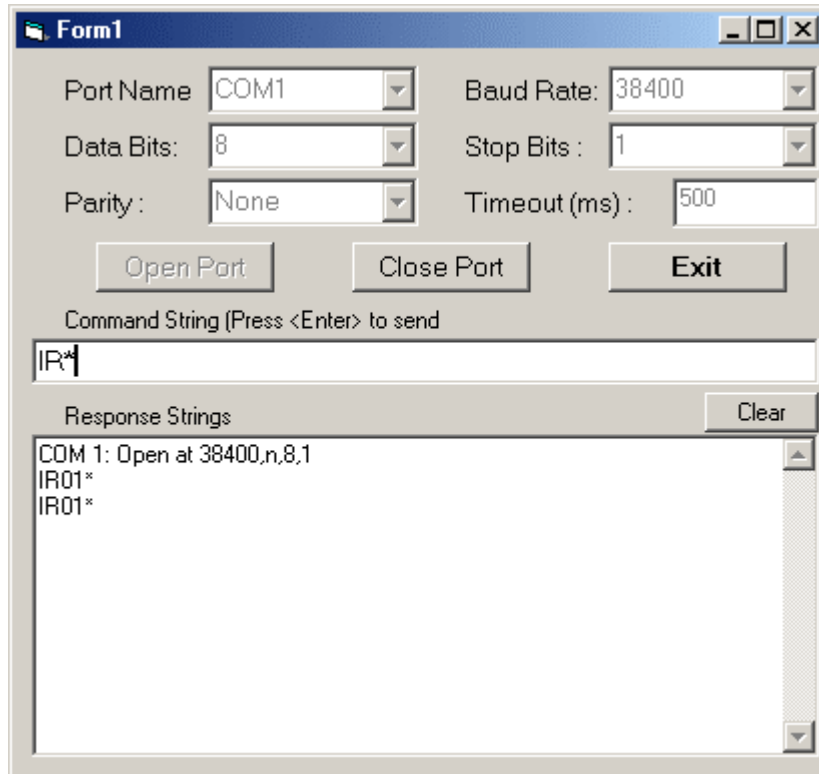 Form1
Port Name COM1 Baud Rate: 38400
Data Bits: 8 Stop Bits : 1
Parity : None Timeout (ms) : 500
Open Port Close Port Exit
Command String (Press <Enter> to send
IR*
Response Strings Clear
COM 1: Open at 38400,n,8,1
IR01*
IR01*